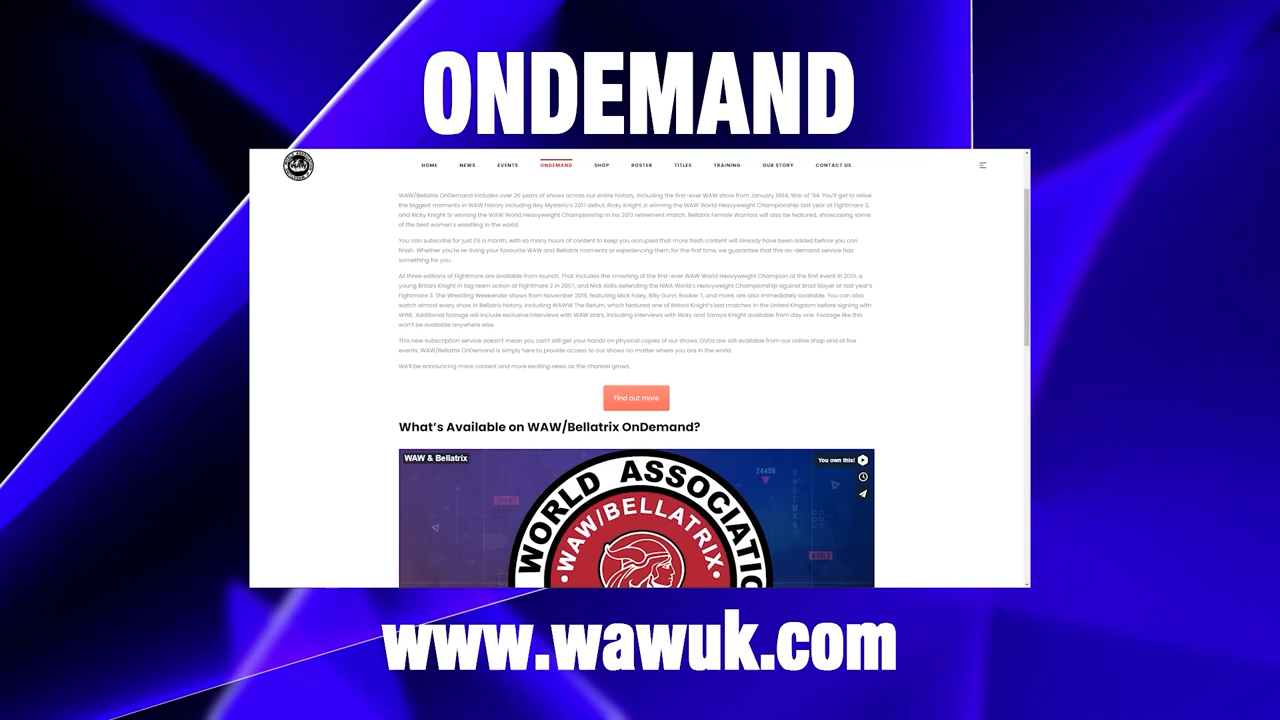 ONDEMAND
HOME NEWS EVENTS ONDEMAND SHOP ROSTER TITLES TRAINING OUR STORY CONTACT US
WAW/Bellatrix OnDemand includes over 26 years of shows across our entire history, including the first-ever WAW show from January 1994, War of '94. You'll get to relive
the biggest moments in WAW history including Rey Mysterio's 2017 debut, Ricky Knight Jr winning the WAW World Heavyweight Championship last year at Fightmare 3,
and Ricky Knight Sr winning the WAW World Heavyweight Championship in his 2013 retirement match. Bellatrix Female Warriors will also be featured, showcasing some
of the best women's wrestling in the world.
You can subscribe for just £6 a month, with so many hours of content to keep you occupied that more fresh content will already have been added before you can
finish. Whether you're re-living your favourite WAW and Bellatrix moments or experiencing them for the first time, we guarantee that this on-demand service has
something for you.
All three editions of Fightmare are available from launch. That includes the crowning of the first-ever WAW World Heavyweight Champion at the first event in 2001, a
young Britani Knight in tag team action at Fightmare 2 in 2007, and Nick Aldis defending the NWA World's Heavyweight Championship against Brad Slayer at last year's
Fightmare 3. The Wrestling Weekender shows from November 2019, featuring Mick Foley, Billy Gunn, Booker T, and more, are also immediately available. You can also
watch almost every show in Bellatrix history, including WAWW The Return, which featured one of Britani Knight's last matches in the United Kingdom before signing with
WWE. Additional footage will include exclusive interviews with WAW stars, including interviews with Ricky and Saraya Knight available from day one. Footage like this
won't be available anywhere else.
This new subscription service doesn't mean you can't still get your hands on physical copies of our shows. DVDs are still available from our online shop and at live
events. WAW/Bellatrix OnDemand is simply here to provide access to our shows no matter where you are in the world.
We'll be announcing more content and more exciting news as the channel grows.
Find out more
What's Available on WAW/Bellatrix OnDemand?
WAW & Bellatrix
You own this!
24459
ONDEMAND
WORLD ASSOCIATIO
•WAW/BELLATRIX•
WORLD
www.wawuk.com